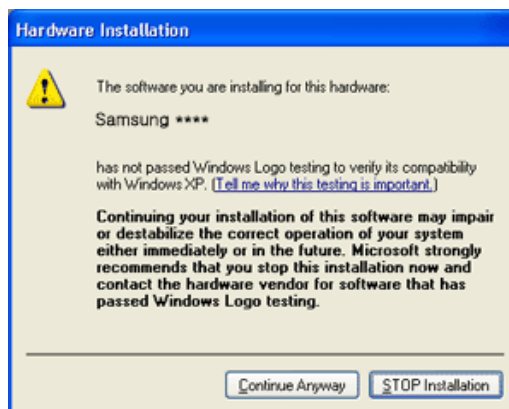 Hardware Installation
The software you are installing for this hardware:
Samsung ****
has not passed Windows Logo testing to verify its compatibility
with Windows XP. (Tell me why this testing is important.)
Continuing your installation of this software may impair
or destabilize the correct operation of your system
either immediately or in the future. Microsoft strongly
recommends that you stop this installation now and
contact the hardware vendor for software that has
passed Windows Logo testing.
Continue Anyway
STOP Installation